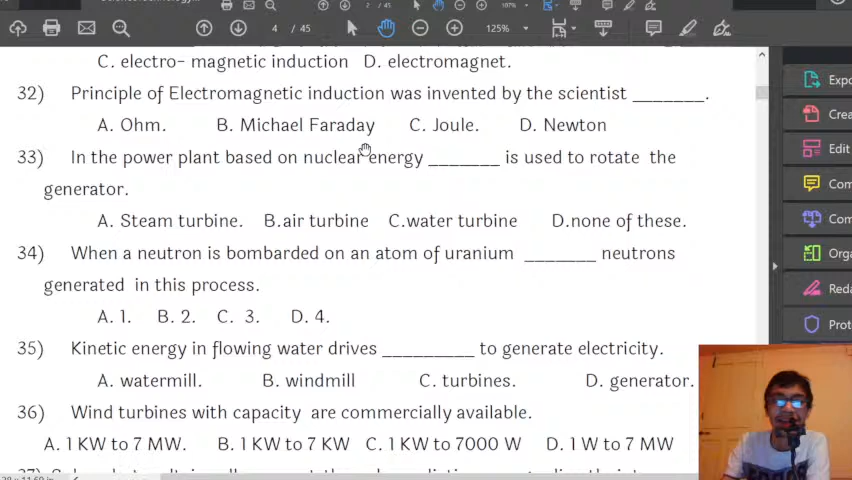 4 / 45
125%
C. electro- magnetic induction D. electromagnet.
32) Principle of Electromagnetic induction was invented by the scientist _______.
A. Ohm. B. Michael Faraday C. Joule. D. Newton
33) In the power plant based on nuclear energy _______ is used to rotate the
generator.
A. Steam turbine. B.air turbine C.water turbine D.none of these.
34) When a neutron is bombarded on an atom of uranium _______ neutrons
generated in this process.
A. 1. B. 2. C. 3. D. 4.
35) Kinetic energy in flowing water drives _________ to generate electricity.
A. watermill. B. windmill C. turbines. D. generator.
36) Wind turbines with capacity are commercially available.
A. 1 KW to 7 MW. B. 1 KW to 7 KW C. 1 KW to 7000 W D. 1 W to 7 MW
Expo
Crea
Edit
Com
Com
Orga
Reda
Prot